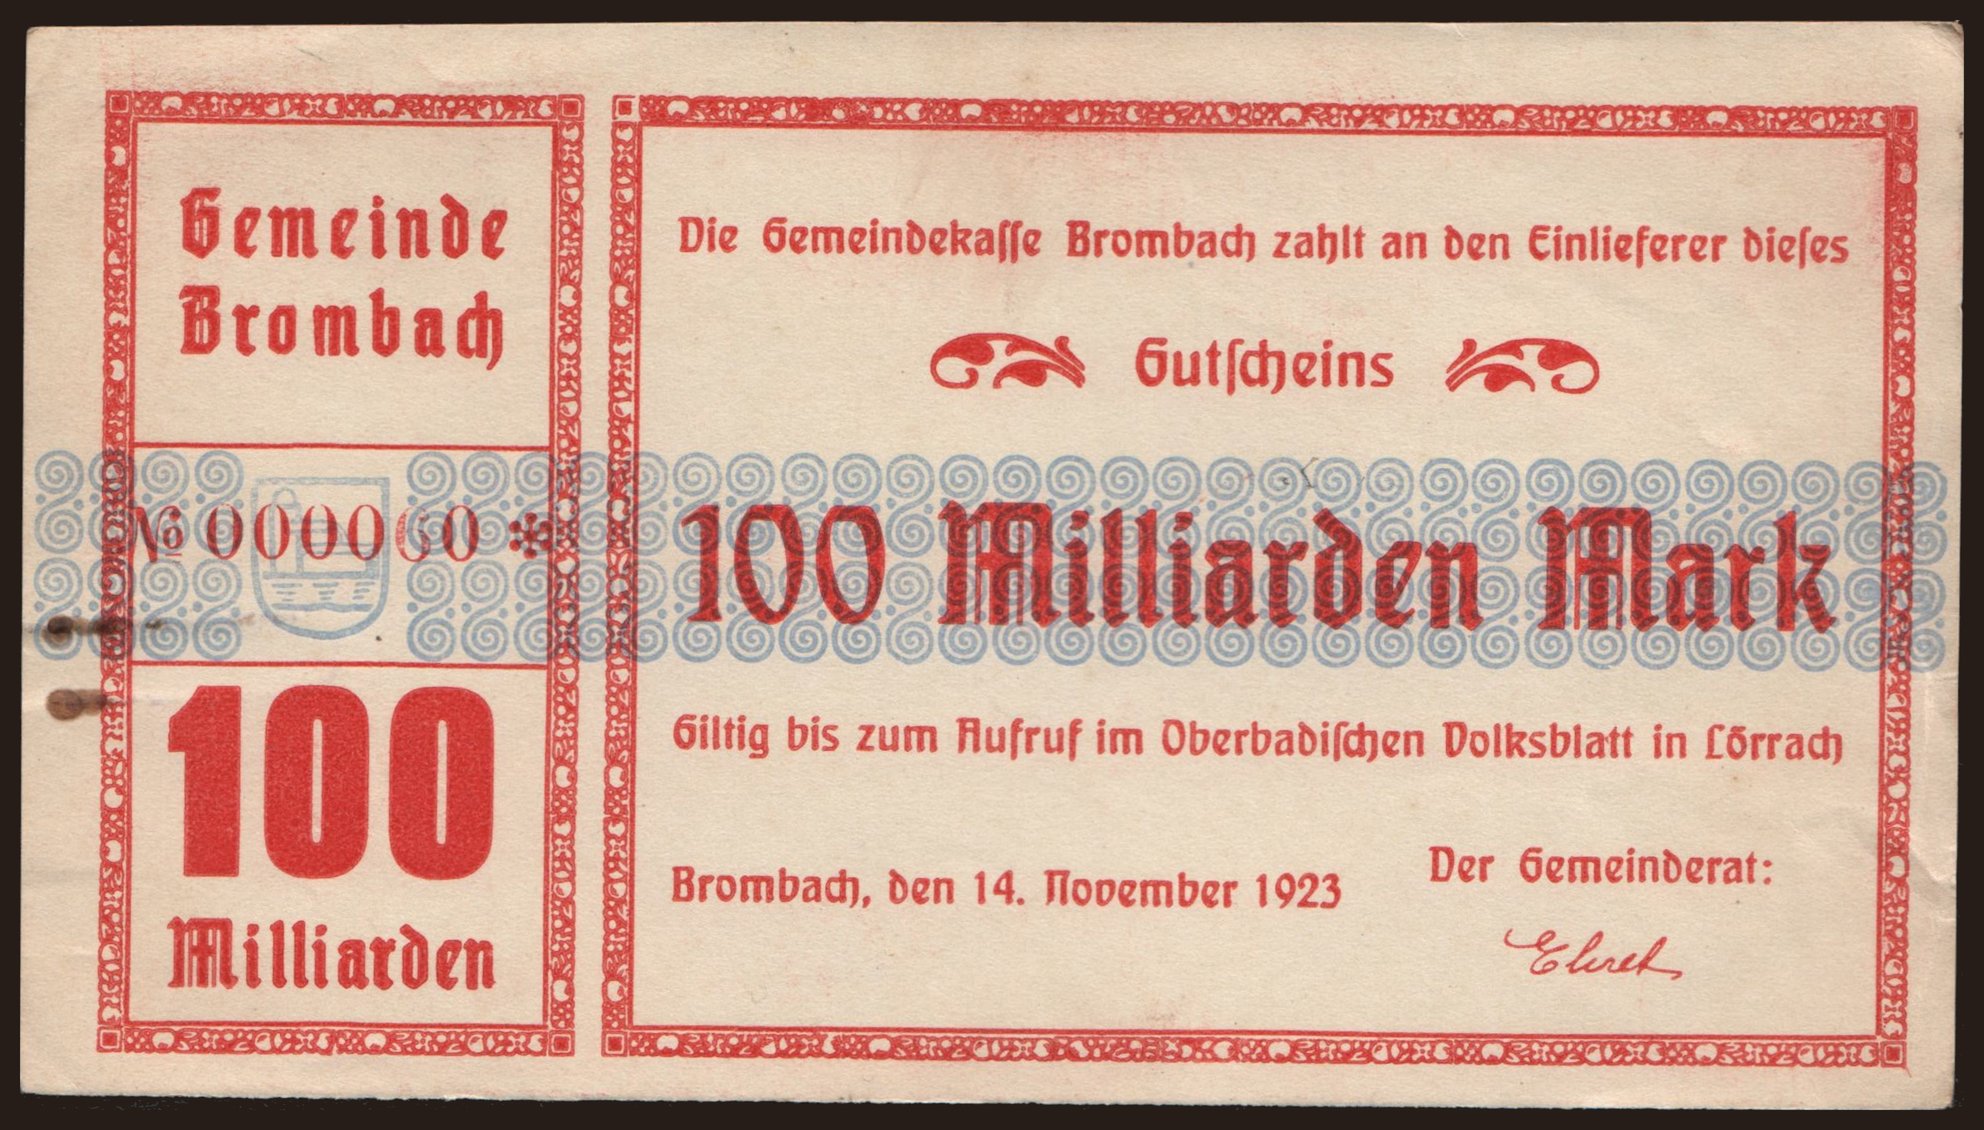 Gemeinde
Brombach
№ 000060 *
100
Milliarden
Die Gemeindekasse Brombach zahlt an den Einlieferer dieses
Gutscheins
100 Milliarden Mark
Giltig bis zum Aufruf im Oberbadischen Volksblatt in Lörrach
Brombach, den 14. November 1923
Der Gemeinderat:
Ehret